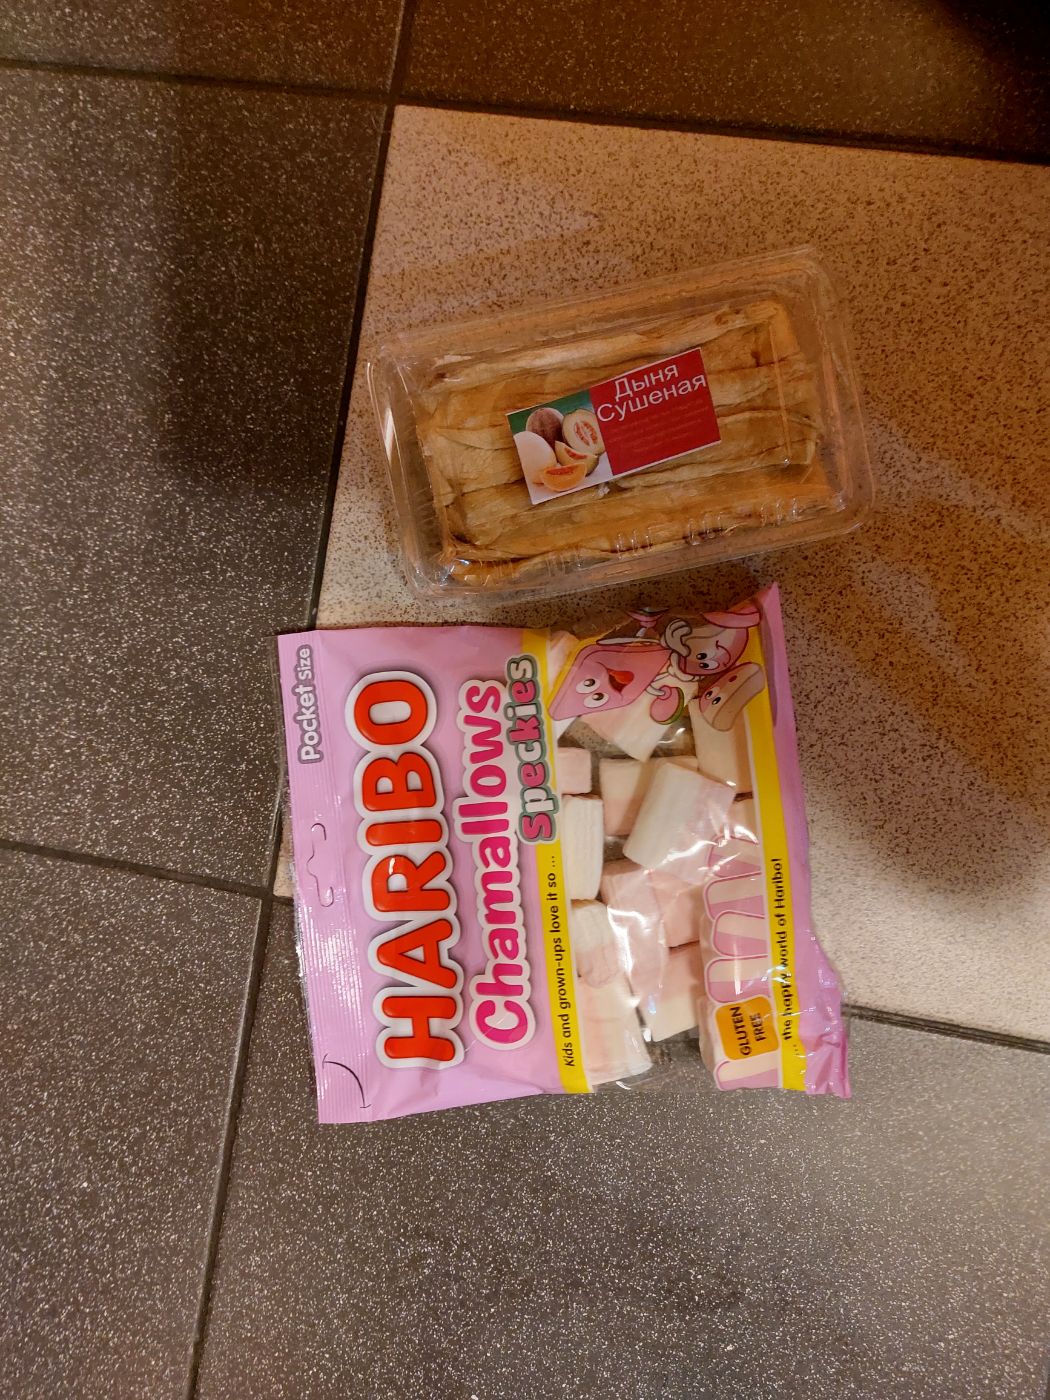 Дыня
Сушеная
Pocket size
HARIBO
Chamallows
Speckies
Kids and grown-ups love it so ...
GLUTEN
FREE
... the happy world of Haribo!